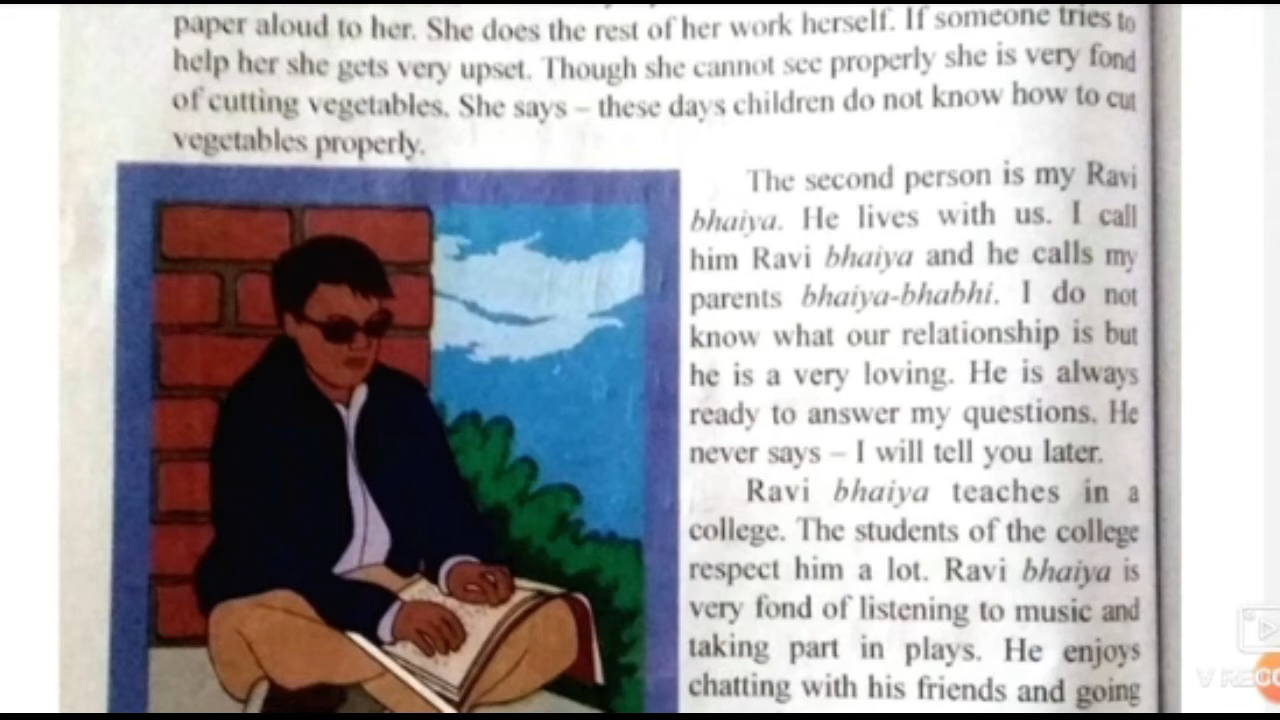 paper aloud to her. She does the rest of her work herself. If someone tries to
help her she gets very upset. Though she cannot see properly she is very fond
of cutting vegetables. She says – these days children do not know how to cut
vegetables properly.
The second person is my Ravi
bhaiya. He lives with us. I call
him Ravi bhaiya and he calls my
parents bhaiya-bhabhi. I do not
know what our relationship is but
he is a very loving. He is always
ready to answer my questions. He
never says – I will tell you later.
Ravi bhaiya teaches in a
college. The students of the college
respect him a lot. Ravi bhaiya is
very fond of listening to music and
taking part in plays. He enjoys
chatting with his friends and going
V REC